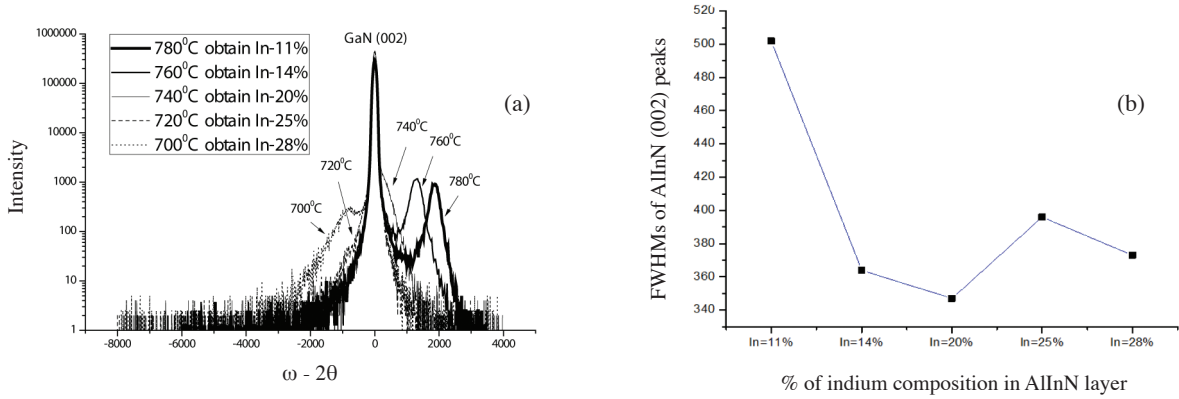 1000000
100000
10000
1000
100
10
1
Intensity
GaN (002)
780⁰C obtain In-11%
760⁰C obtain In-14%
740⁰C obtain In-20%
720⁰C obtain In-25%
700⁰C obtain In-28%
(a)
740⁰C
720⁰C
760⁰C
780⁰C
700⁰C
-8000 -6000 -4000 -2000 0 2000 4000
ω - 2θ
520
500
480
460
440
420
400
380
360
340
FWHMs of AlInN (002) peaks
(b)
In=11% In=14% In=20% In=25% In=28%
% of indium composition in AlInN layer